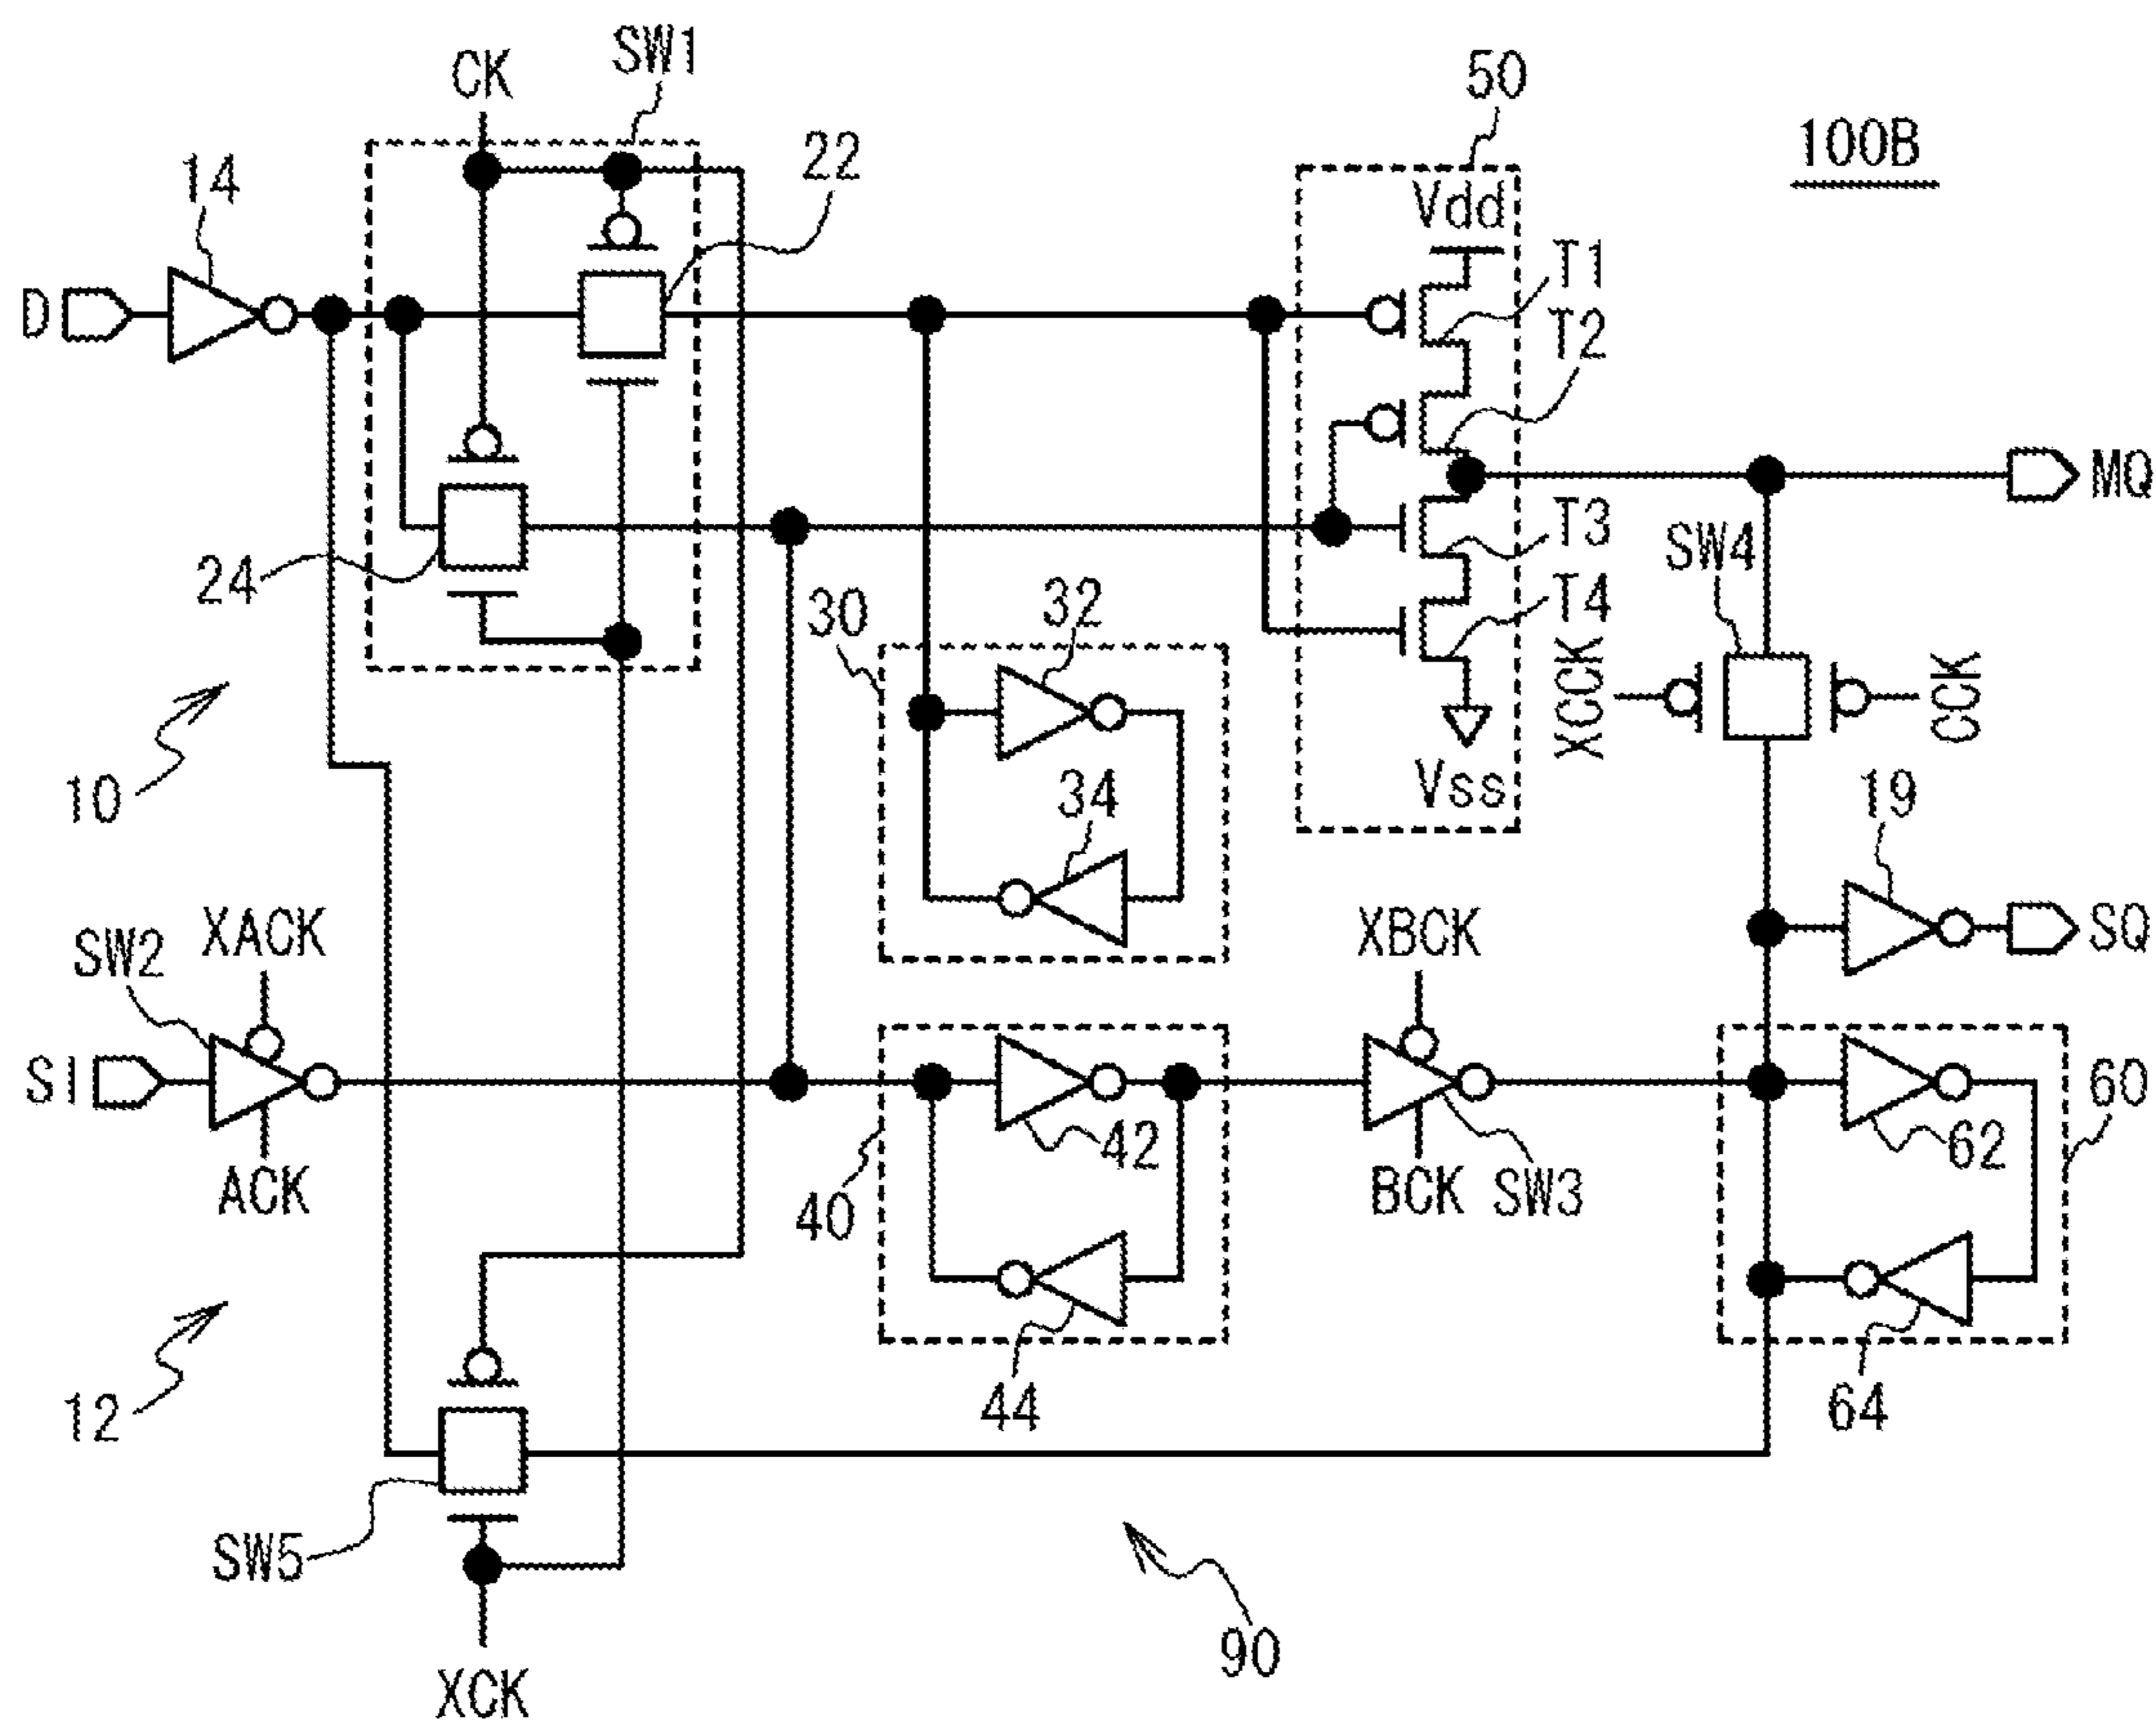 CK
SW1
50
100B
14
22
Vdd
T1
D
T2
MQ
T3
SW4
24
T4
30
32
XCCK
CCK
10
34
Vss
19
XACK
XBCK
SQ
SW2
SI
60
42
62
ACK
40
BCK SW3
12
44
64
SW5
90
XCK